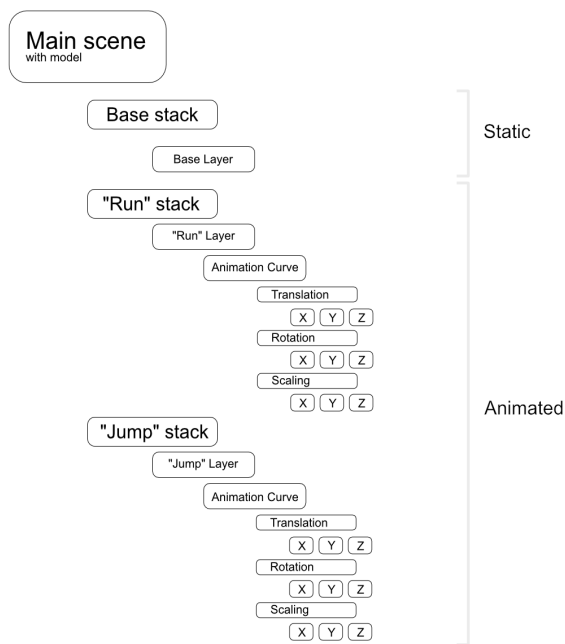 Main scene
with model
Base stack
Static
Base Layer
"Run" stack
"Run" Layer
Animation Curve
Translation
X Y Z
Rotation
X Y Z
Scaling
X Y Z
Animated
"Jump" stack
"Jump" Layer
Animation Curve
Translation
X Y Z
Rotation
X Y Z
Scaling
X Y Z